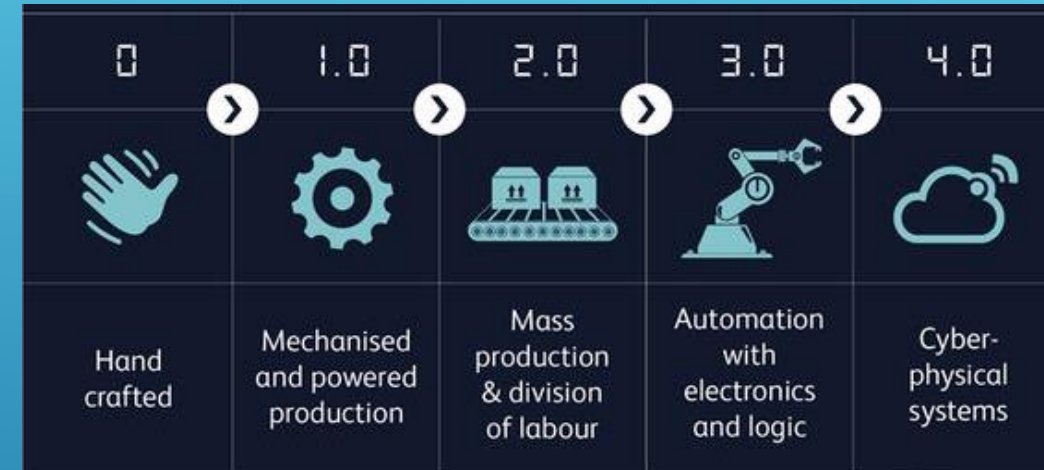 0
1.0
2.0
3.0
4.0
Hand
crafted
Mechanised
and powered
production
Mass
production
& division
of labour
Automation
with
electronics
and logic
Cyber-
physical
systems